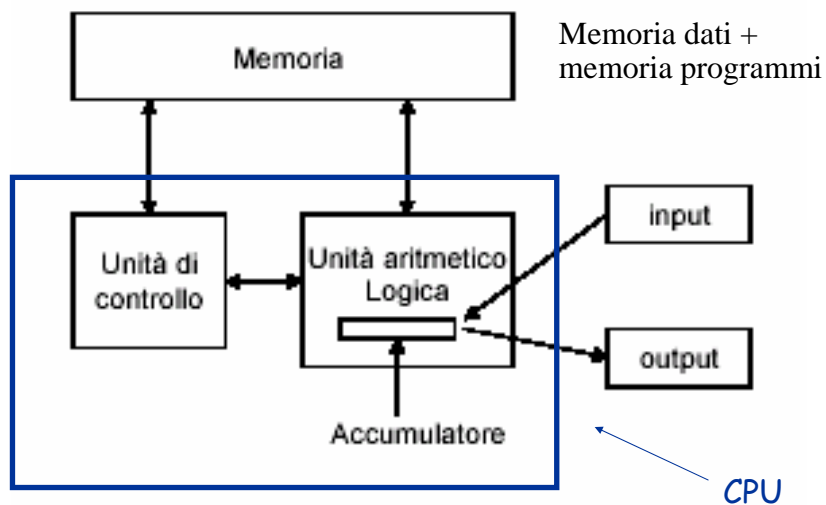 Memoria
Memoria dati +
memoria programmi
Unità di
controllo
Unità aritmetico
Logica
Accumulatore
input
output
CPU